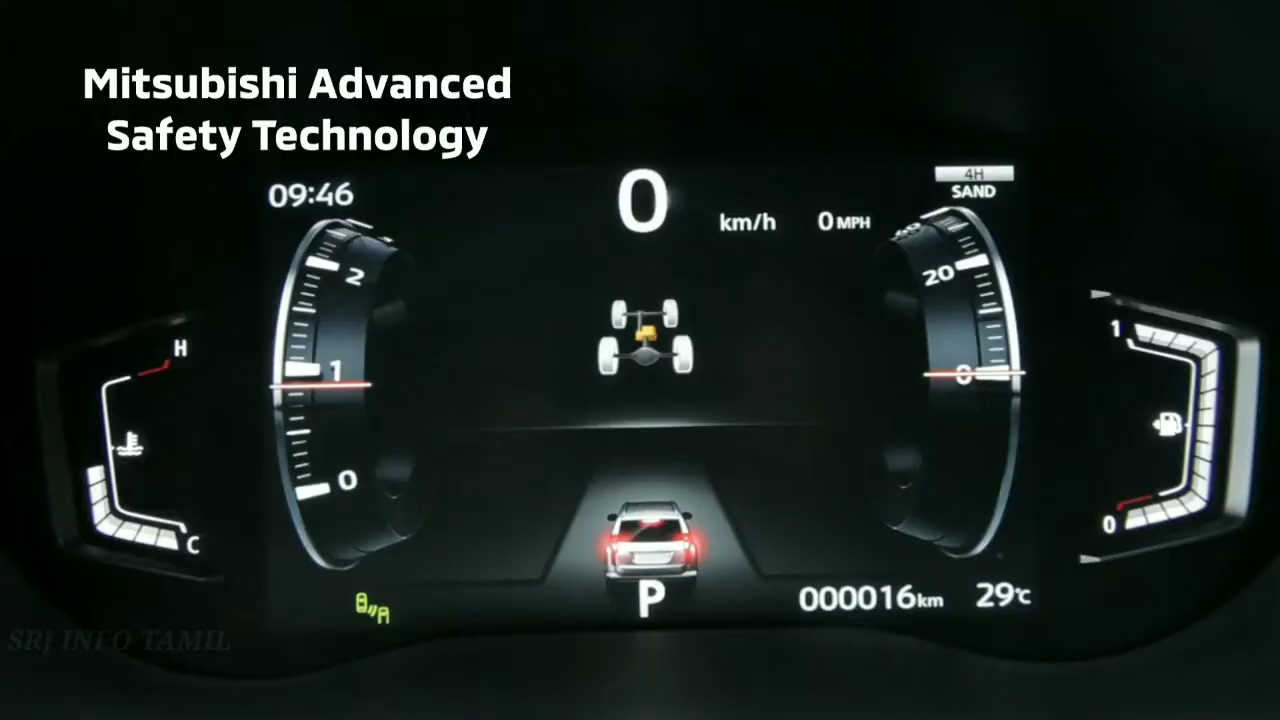 Mitsubishi Advanced
Safety Technology
09:46
0 km/h 0 MPH
4H
SAND
2
1
0
20
0
H
C
1
0
P
000016km 29°C
SRJ INFO TAMIL